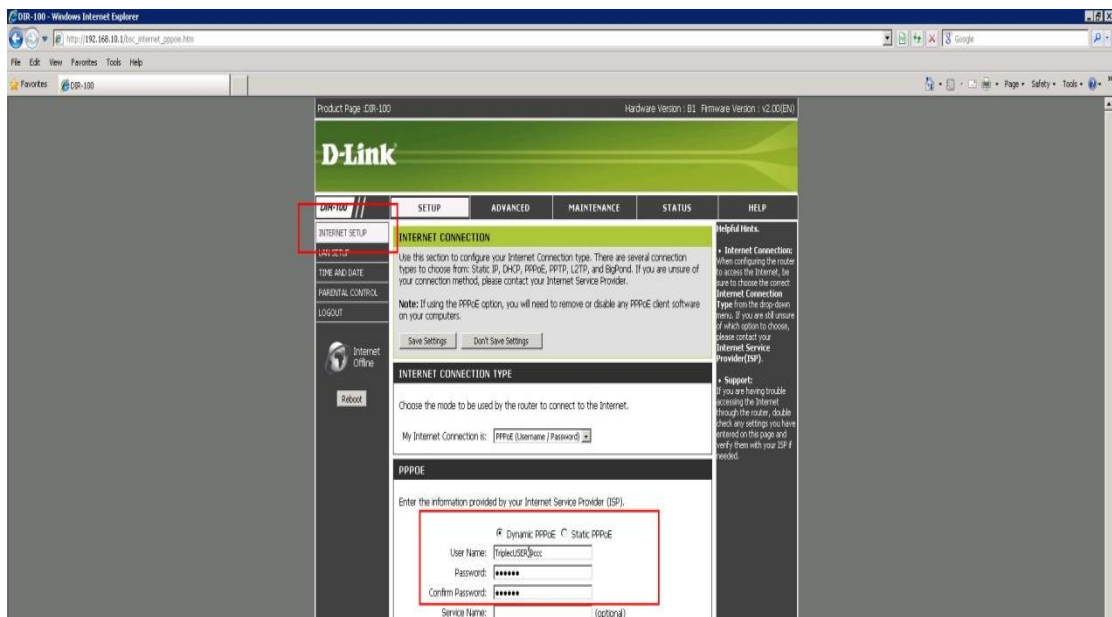 DIR-100 - Windows Internet Explorer
http://192.168.10.1/bsc_internet_pppoe.htm
Google
File Edit View Favorites Tools Help
Favorites DIR-100
Page Safety Tools
Product Page :DIR-100 Hardware Version : B1 Firmware Version : v2.00(EN)
D-Link
DIR-100 SETUP ADVANCED MAINTENANCE STATUS HELP
INTERNET SETUP
LAN SETUP
TIME AND DATE
PARENTAL CONTROL
LOGOUT
Internet
Offline
Reboot
INTERNET CONNECTION
Use this section to configure your Internet Connection type. There are several connection
types to choose from: Static IP, DHCP, PPPoE, PPTP, L2TP, and BigPond. If you are unsure of
your connection method, please contact your Internet Service Provider.
Note: If using the PPPoE option, you will need to remove or disable any PPPoE client software
on your computers.
Save Settings Don't Save Settings
INTERNET CONNECTION TYPE
Choose the mode to be used by the router to connect to the Internet.
My Internet Connection is: PPPoE (Username / Password)
PPPOE
Enter the information provided by your Internet Service Provider (ISP).
Dynamic PPPoE Static PPPoE
User Name:
Password: ••••••
Confirm Password: ••••••
Service Name: (optional)
Helpful Hints.
• Internet Connection:
When configuring the router
to access the Internet, be
sure to choose the correct
Internet Connection
Type from the drop-down
menu. If you are still unsure
of which option to choose,
please contact your
Internet Service
Provider(ISP).
• Support:
If you are having trouble
accessing the Internet
through the router, double
check any settings you have
entered on this page and
verify them with your ISP if
needed.